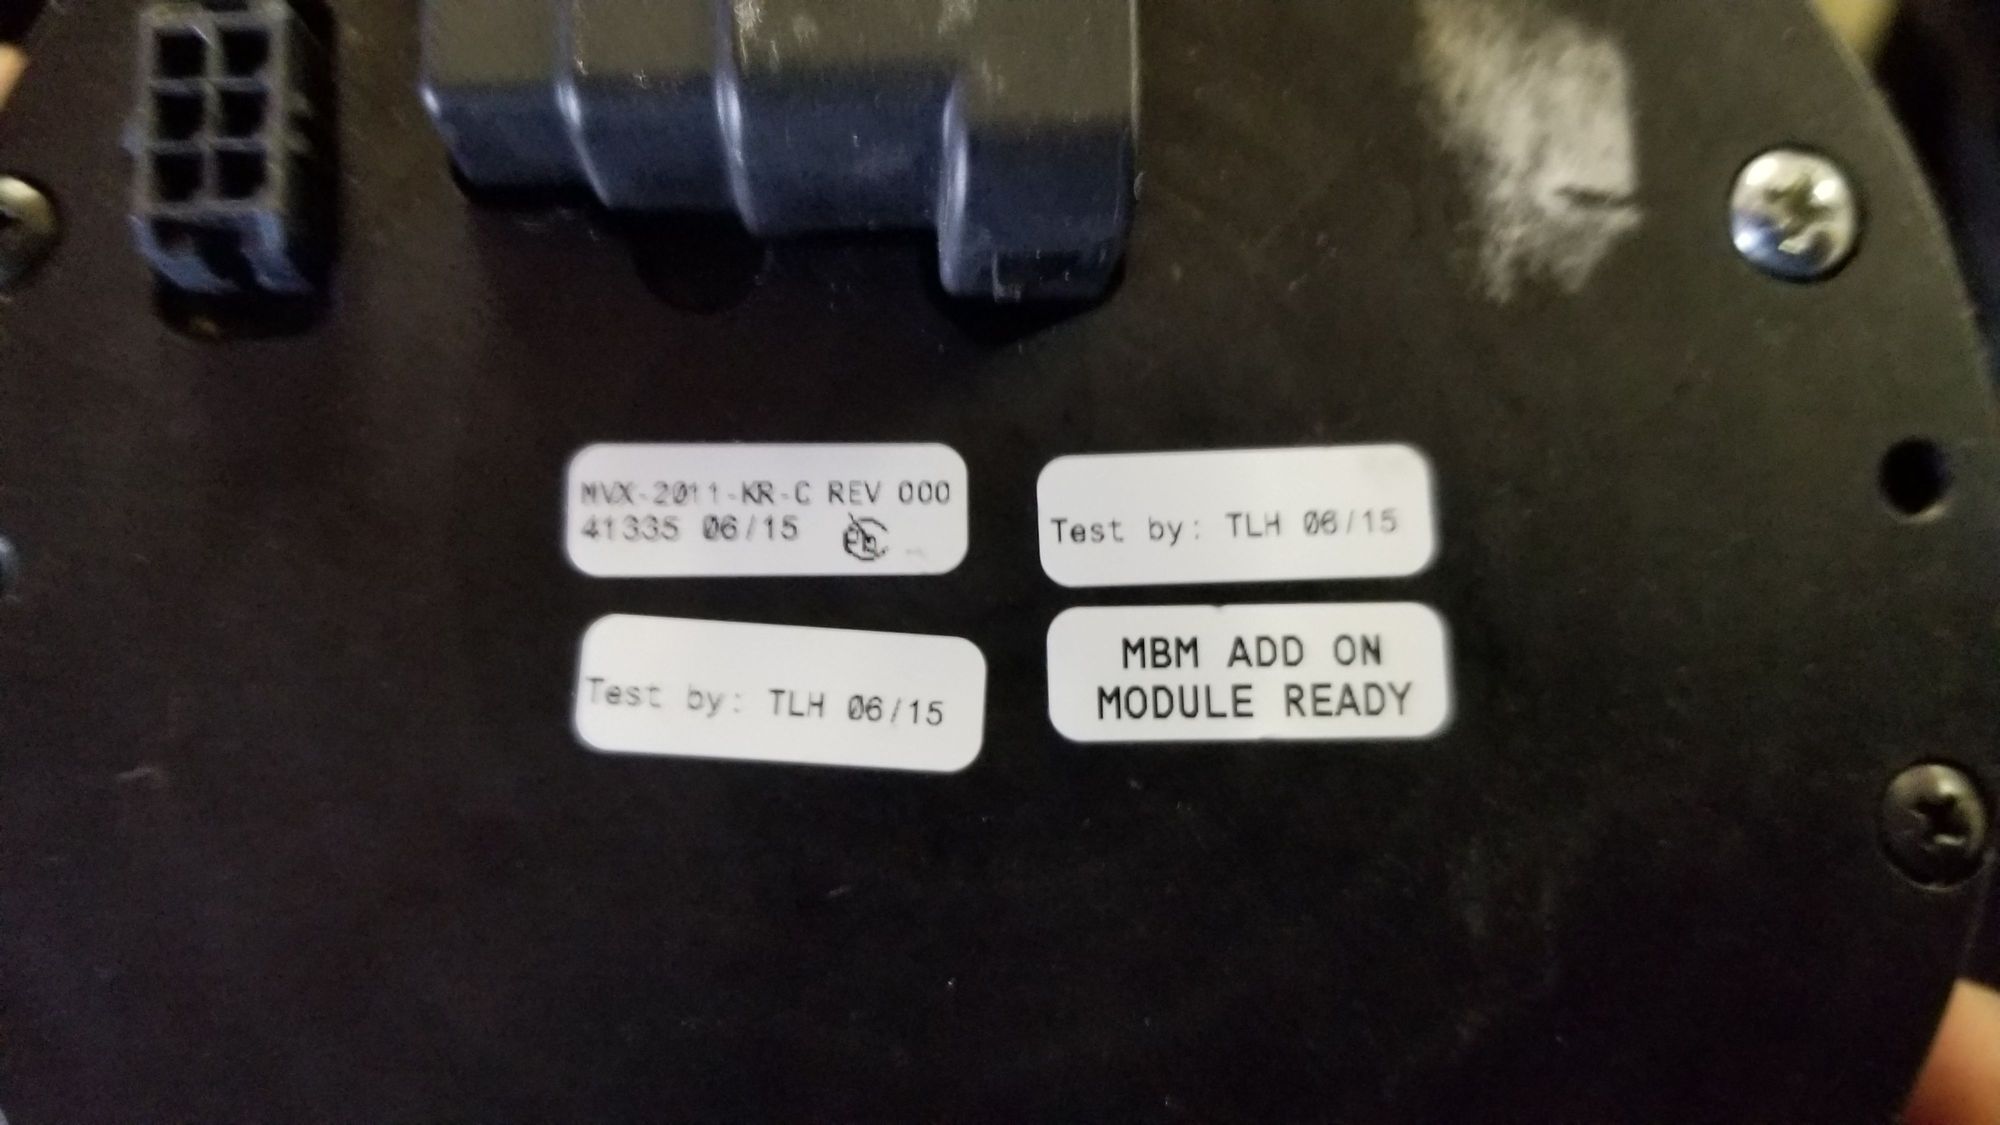 MVX-2011-KR-C REV 000
41335 06/15
Test by: TLH 06/15
Test by: TLH 06/15
MBM ADD ON
MODULE READY